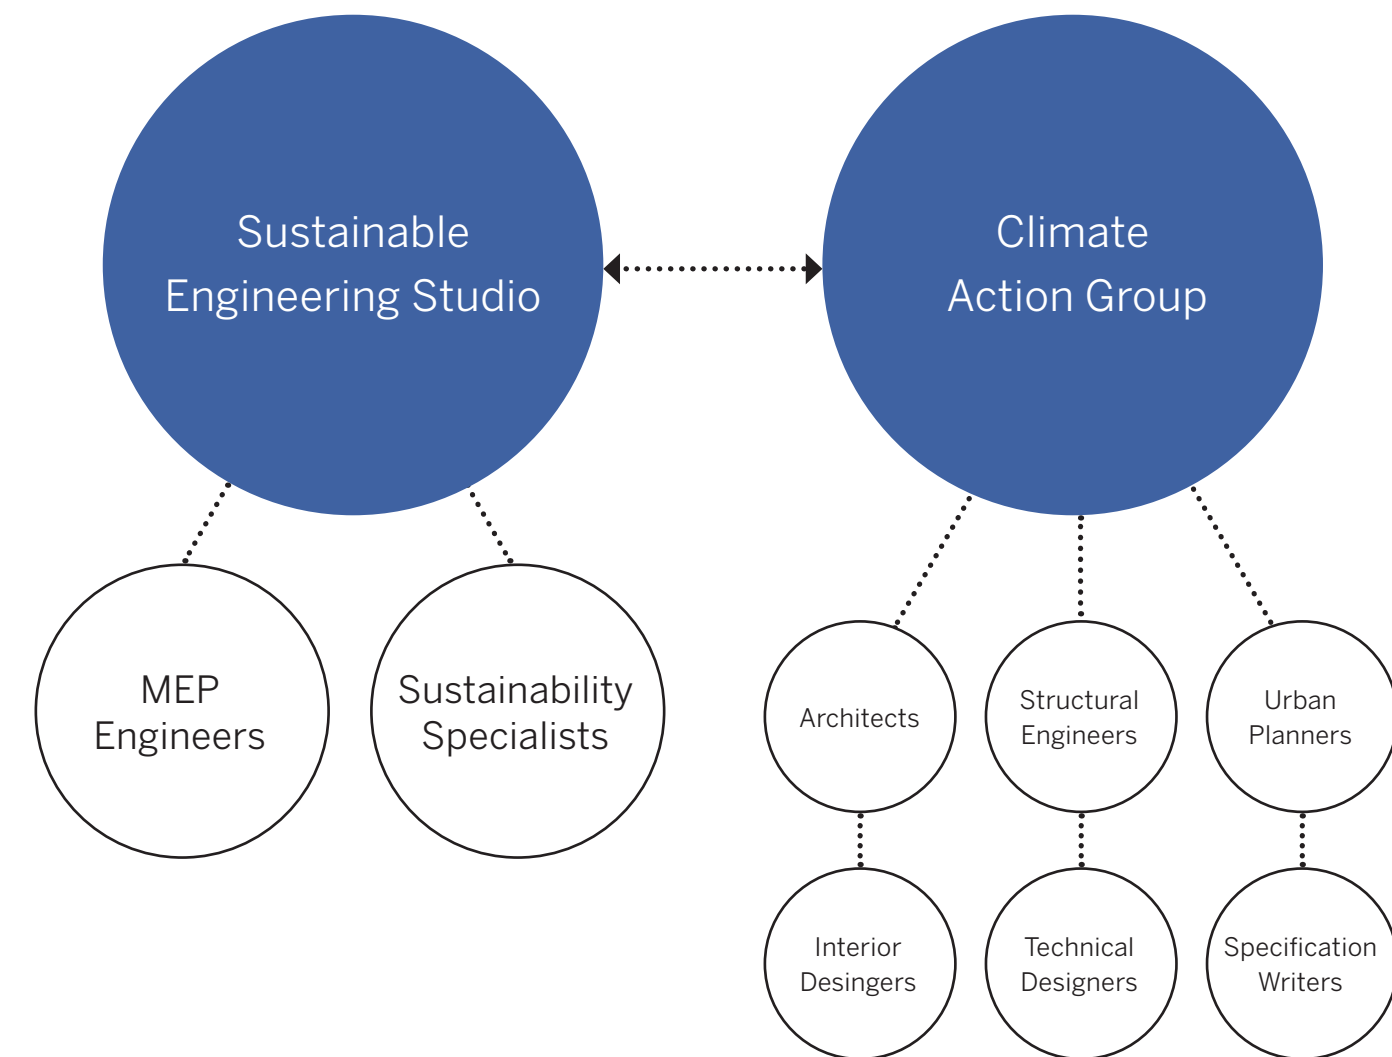 Sustainable
Engineering Studio
Climate
Action Group
MEP
Engineers
Sustainability
Specialists
Architects
Structural
Engineers
Urban
Planners
Interior
Desingers
Technical
Designers
Specification
Writers